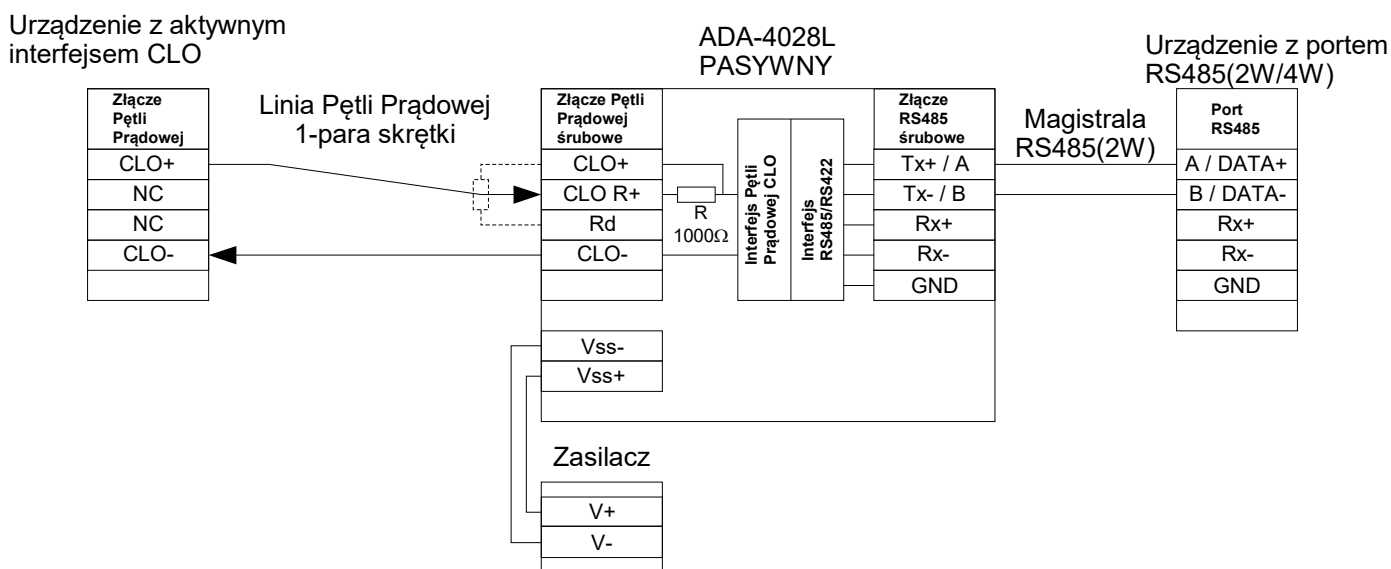 Urządzenie z aktywnym
interfejsem CLO
Złącze
Pętli
Prądowej
CLO+
NC
NC
CLO-
Linia Pętli Prądowej
1-para skrętki
ADA-4028L
PASYWNY
Złącze Pętli
Prądowej
śrubowe
CLO+
CLO R+
Rd
CLO-
R
1000Ω
Interfejs Pętli
Prądowej CLO
Interfejs
RS485/RS422
Złącze
RS485
śrubowe
Tx+ / A
Tx- / B
Rx+
Rx-
GND
Magistrala
RS485(2W)
Urządzenie z portem
RS485(2W/4W)
Port
RS485
A / DATA+
B / DATA-
Rx+
Rx-
GND
Vss-
Vss+
Zasilacz
V+
V-